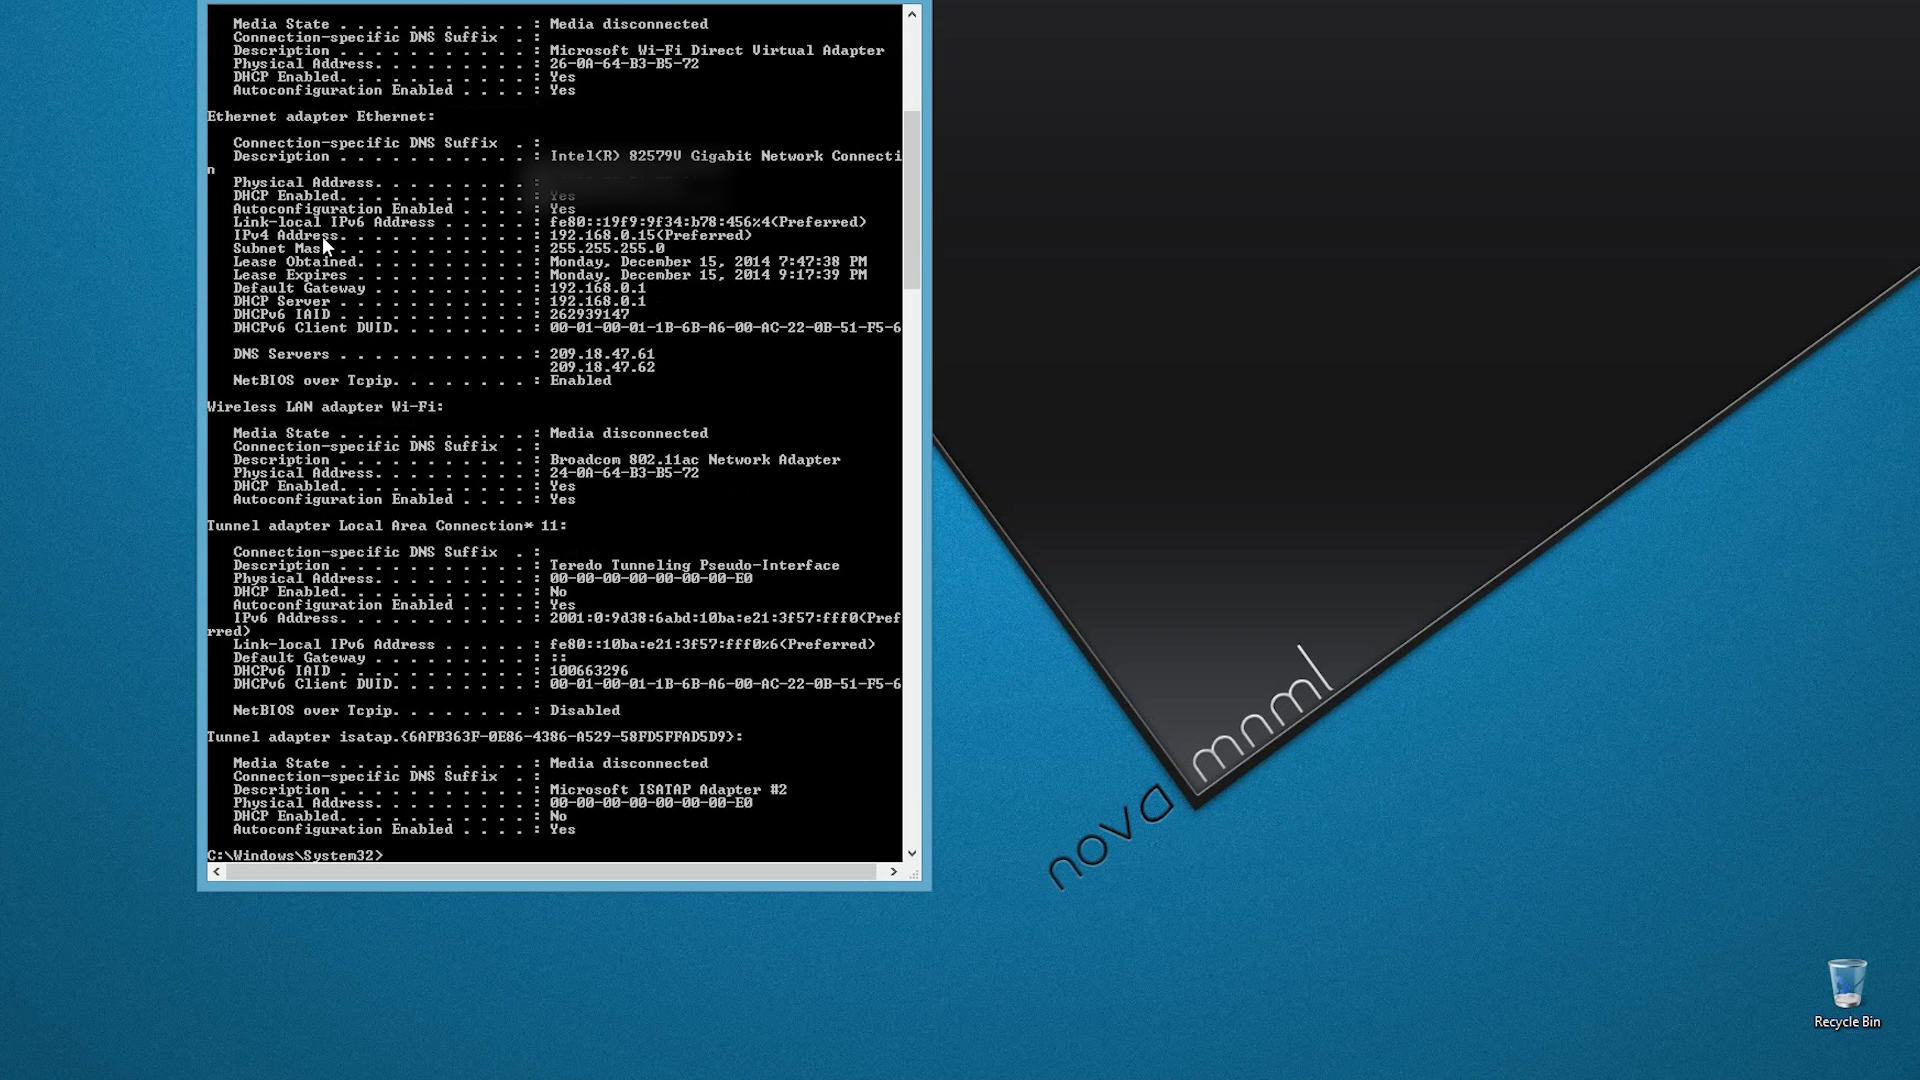 Media State . . . . . . . . . . . : Media disconnected
Connection-specific DNS Suffix  . :
Description . . . . . . . . . . . : Microsoft Wi-Fi Direct Virtual Adapter
Physical Address. . . . . . . . . : 26-0A-64-B3-B5-72
DHCP Enabled. . . . . . . . . . . : Yes
Autoconfiguration Enabled . . . . : Yes
Ethernet adapter Ethernet:
Connection-specific DNS Suffix  . :
Description . . . . . . . . . . . : Intel(R) 82579V Gigabit Network Connecti
n
Physical Address. . . . . . . . . :
DHCP Enabled. . . . . . . . . . . : Yes
Autoconfiguration Enabled . . . . : Yes
Link-local IPv6 Address . . . . . : fe80::19f9:9f34:b78:456%4(Preferred)
IPv4 Address. . . . . . . . . . . : 192.168.0.15(Preferred)
Subnet Mas. . . . . . . . . . . : 255.255.255.0
Lease Obtained. . . . . . . . . . : Monday, December 15, 2014 7:47:38 PM
Lease Expires . . . . . . . . . . : Monday, December 15, 2014 9:17:39 PM
Default Gateway . . . . . . . . . : 192.168.0.1
DHCP Server . . . . . . . . . . . : 192.168.0.1
DHCPv6 IAID . . . . . . . . . . . : 262939147
DHCPv6 Client DUID. . . . . . . . : 00-01-00-01-1B-6B-A6-00-AC-22-0B-51-F5-6
DNS Servers . . . . . . . . . . . : 209.18.47.61
209.18.47.62
NetBIOS over Tcpip. . . . . . . . : Enabled
Wireless LAN adapter Wi-Fi:
Media State . . . . . . . . . . . : Media disconnected
Connection-specific DNS Suffix  . :
Description . . . . . . . . . . . : Broadcom 802.11ac Network Adapter
Physical Address. . . . . . . . . : 24-0A-64-B3-B5-72
DHCP Enabled. . . . . . . . . . . : Yes
Autoconfiguration Enabled . . . . : Yes
Tunnel adapter Local Area Connection* 11:
Connection-specific DNS Suffix  . :
Description . . . . . . . . . . . : Teredo Tunneling Pseudo-Interface
Physical Address. . . . . . . . . : 00-00-00-00-00-00-00-E0
DHCP Enabled. . . . . . . . . . . : No
Autoconfiguration Enabled . . . . : Yes
IPv6 Address. . . . . . . . . . . : 2001:0:9d38:6abd:10ba:e21:3f57:fff0(Pref
rred)
Link-local IPv6 Address . . . . . : fe80::10ba:e21:3f57:fff0%6(Preferred)
Default Gateway . . . . . . . . . : ::
DHCPv6 IAID . . . . . . . . . . . : 100663296
DHCPv6 Client DUID. . . . . . . . : 00-01-00-01-1B-6B-A6-00-AC-22-0B-51-F5-6
NetBIOS over Tcpip. . . . . . . . : Disabled
Tunnel adapter isatap.{6AFB363F-0E86-4386-A529-58FD5FFAD5D9}:
Media State . . . . . . . . . . . : Media disconnected
Connection-specific DNS Suffix  . :
Description . . . . . . . . . . . : Microsoft ISATAP Adapter #2
Physical Address. . . . . . . . . : 00-00-00-00-00-00-00-E0
DHCP Enabled. . . . . . . . . . . : No
Autoconfiguration Enabled . . . . : Yes
C:\Windows\System32>
nova mnml
Recycle Bin